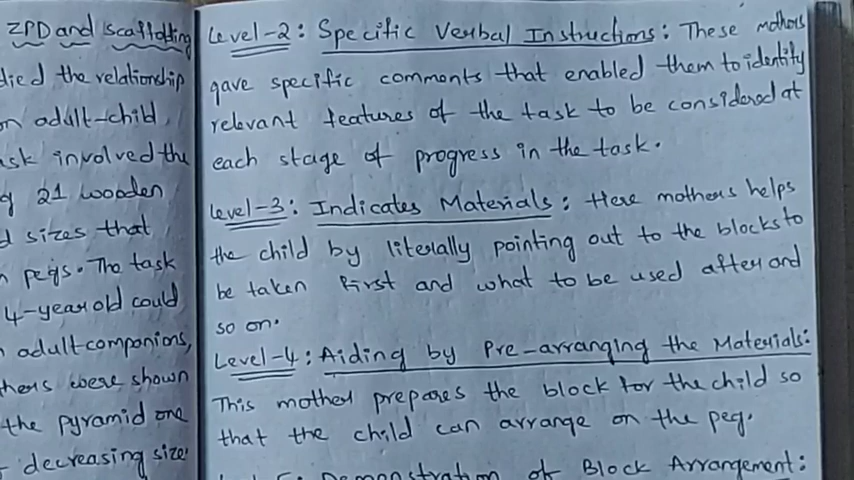 ZPD and scaffolding
died the relationship
on adult-child,
ask involved the
g 21 wooden
d sizes that
n pegs. The task
4-year old could
adult companions,
thers were shown
the pyramid one
decreasing size.
Level-2: Specific Verbal Instructions: These mothers
gave specific comments that enabled them to identify
relevant features of the task to be considered at
each stage of progress in the task.
Level-3: Indicates Materials: Here mothers helps
the child by literally pointing out to the blocks to
be taken first and what to be used after and
so on.
Level-4: Aiding by Pre-arranging the Materials:
This mother prepares the block for the child so
that the child can arrange on the peg.
Demonstration of Block Arrangement: